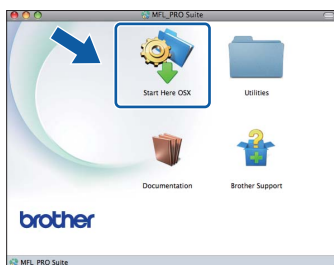 MFL_PRO Suite
Start Here OSX
Utilities
Documentation
Brother Support
brother
MFL_PRO Suite